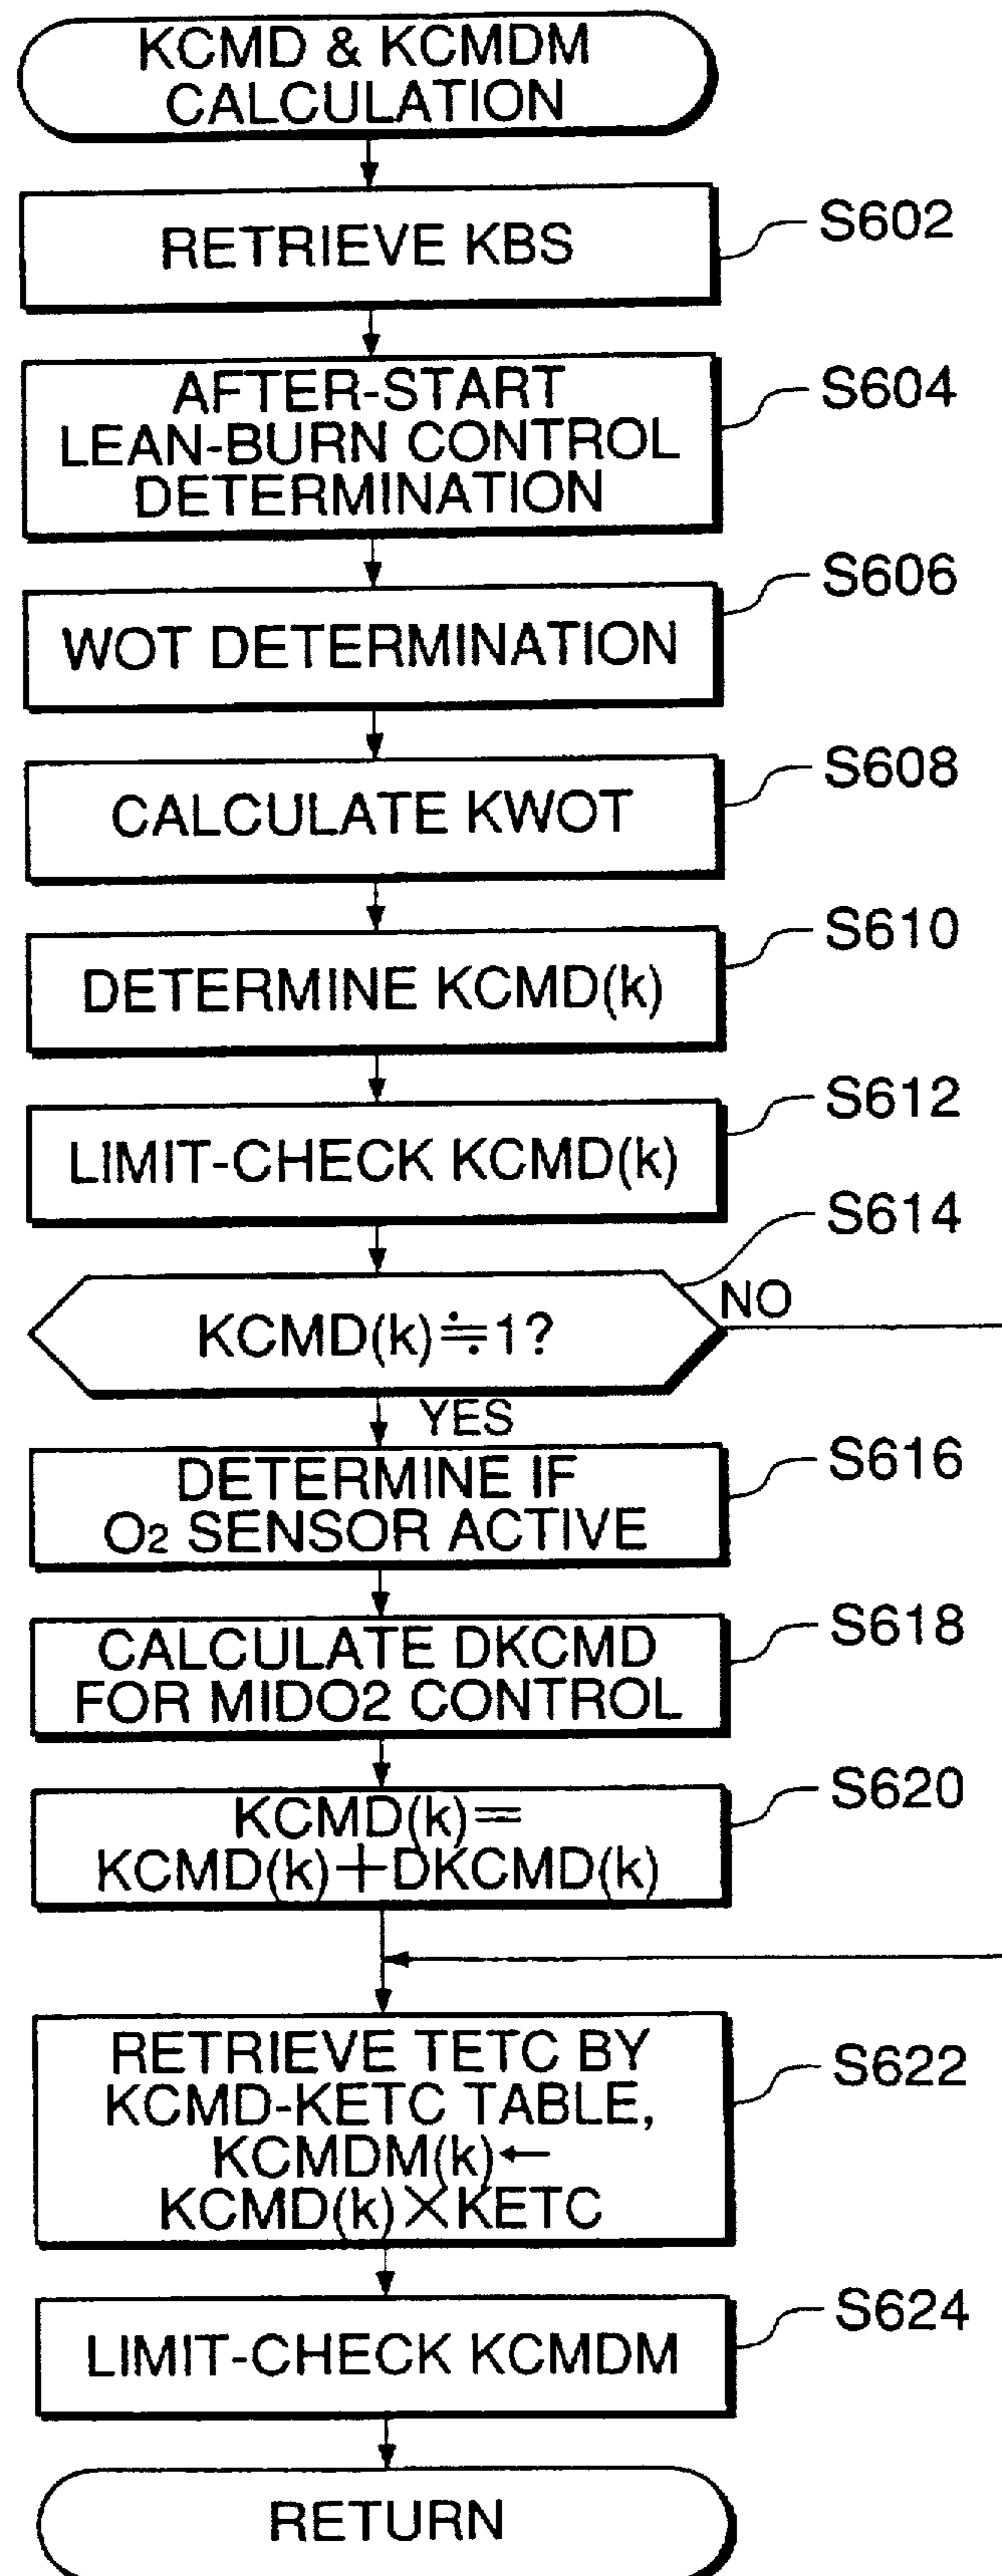 KCMD & KCMDM
CALCULATION
RETRIEVE KBS
S602
AFTER-START
LEAN-BURN CONTROL
DETERMINATION
S604
WOT DETERMINATION
S606
CALCULATE KWOT
S608
DETERMINE KCMD(k)
S610
LIMIT-CHECK KCMD(k)
S612
KCMD(k)≒1?
S614
NO
YES
DETERMINE IF
O₂ SENSOR ACTIVE
S616
CALCULATE DKCMD
FOR MIDO2 CONTROL
S618
KCMD(k)=
KCMD(k)+DKCMD(k)
S620
RETRIEVE TETC BY
KCMD-KETC TABLE,
KCMDM(k)←
KCMD(k)×KETC
S622
LIMIT-CHECK KCMDM
S624
RETURN